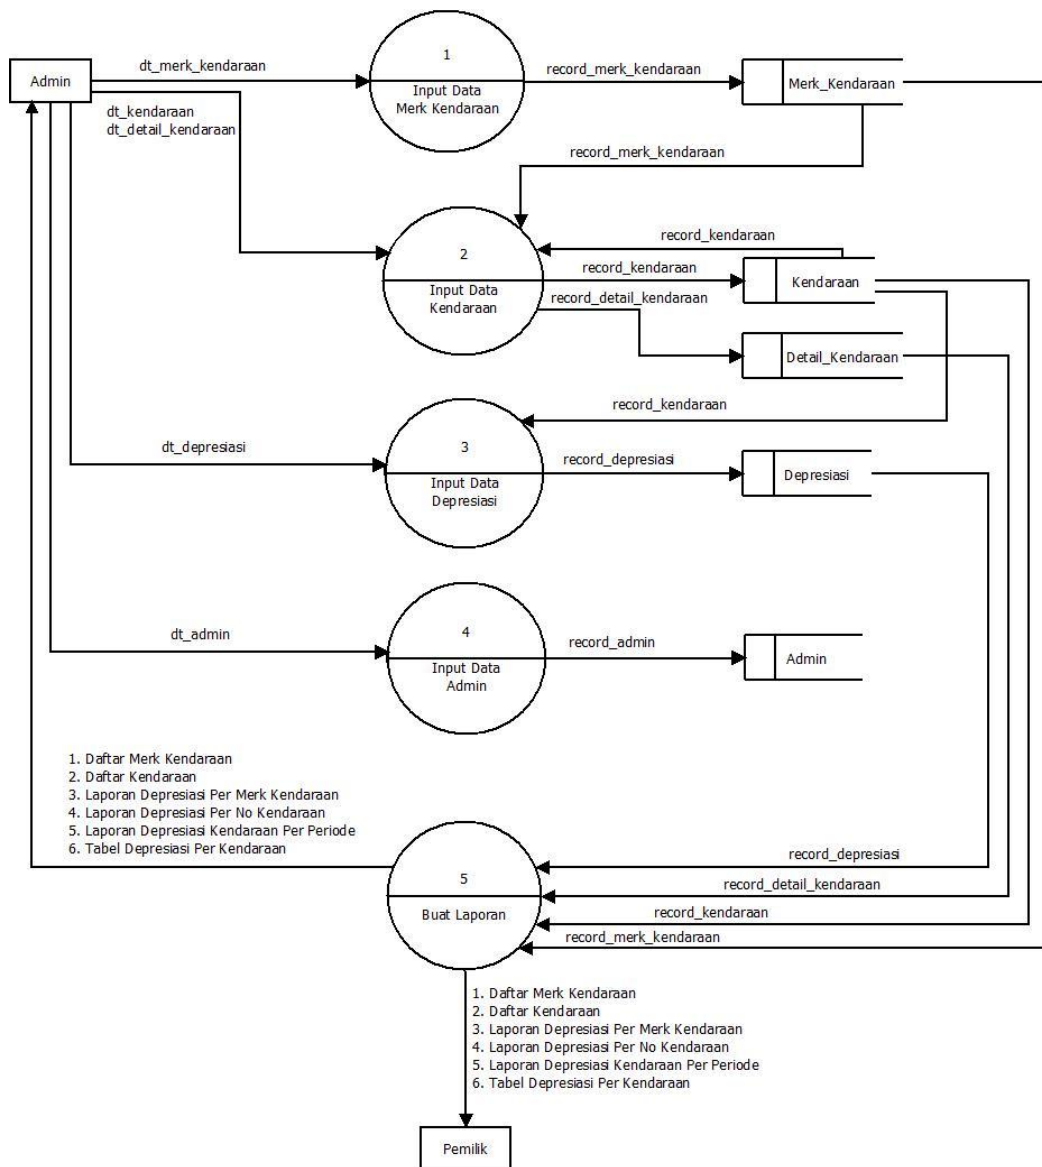 1
dt_merk_kendaraan
record_merk_kendaraan
Admin
Input Data
Merk Kendaraan
Merk_Kendaraan
dt_kendaraan
dt_detail_kendaraan
record_merk_kendaraan
record_kendaraan
2
record_kendaraan
Input Data
Kendaraan
Kendaraan
record_detail_kendaraan
Detail_Kendaraan
record_kendaraan
dt_depresiasi
3
record_depresiasi
Input Data
Depresiasi
Depresiasi
dt_admin
4
record_admin
Input Data
Admin
Admin
1. Daftar Merk Kendaraan
2. Daftar Kendaraan
3. Laporan Depresiasi Per Merk Kendaraan
4. Laporan Depresiasi Per No Kendaraan
5. Laporan Depresiasi Kendaraan Per Periode
6. Tabel Depresiasi Per Kendaraan
record_depresiasi
5
record_detail_kendaraan
Buat Laporan
record_kendaraan
record_merk_kendaraan
1. Daftar Merk Kendaraan
2. Daftar Kendaraan
3. Laporan Depresiasi Per Merk Kendaraan
4. Laporan Depresiasi Per No Kendaraan
5. Laporan Depresiasi Kendaraan Per Periode
6. Tabel Depresiasi Per Kendaraan
Pemilik